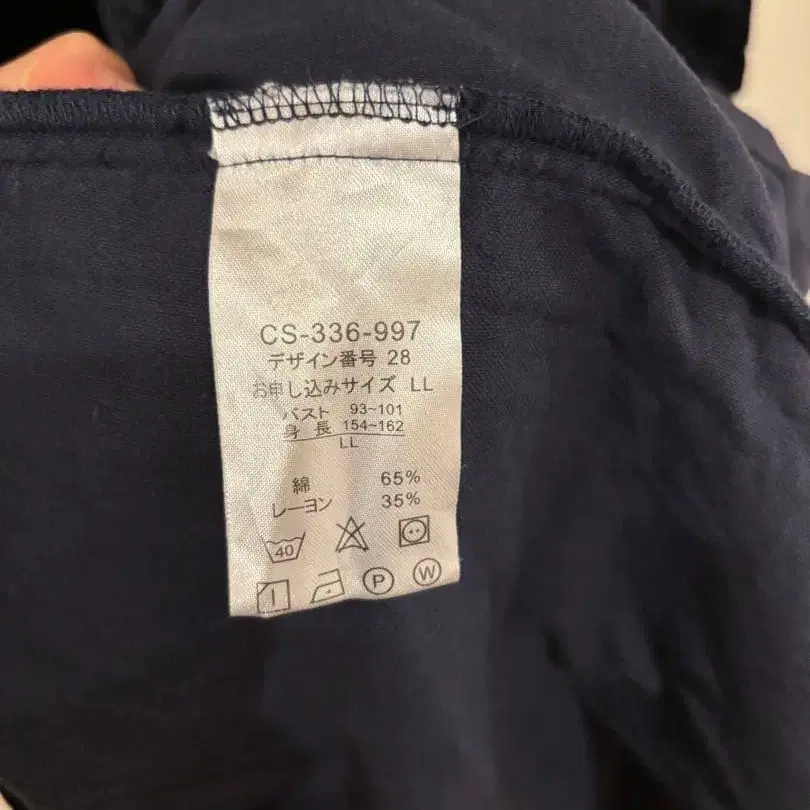 CS-336-997
デザイン番号 28
お申し込みサイズ LL
バスト 93~101
身長 154~162
LL
綿 65%
レーヨン 35%
40
P W